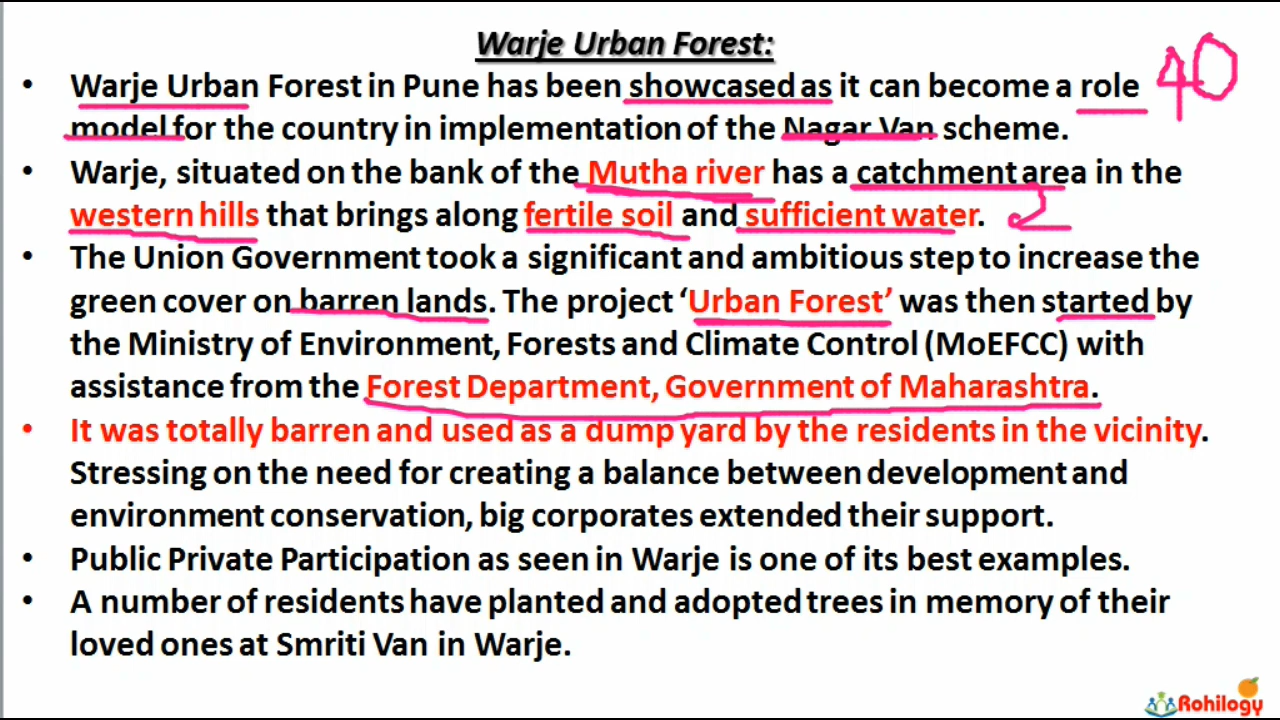 Warje Urban Forest:
• Warje Urban Forest in Pune has been showcased as it can become a role 40
model for the country in implementation of the Nagar Van scheme.
• Warje, situated on the bank of the Mutha river has a catchment area in the
western hills that brings along fertile soil and sufficient water. 2
• The Union Government took a significant and ambitious step to increase the
green cover on barren lands. The project ‘Urban Forest’ was then started by
the Ministry of Environment, Forests and Climate Control (MoEFCC) with
assistance from the Forest Department, Government of Maharashtra.
• It was totally barren and used as a dump yard by the residents in the vicinity.
Stressing on the need for creating a balance between development and
environment conservation, big corporates extended their support.
• Public Private Participation as seen in Warje is one of its best examples.
• A number of residents have planted and adopted trees in memory of their
loved ones at Smriti Van in Warje.
Rohilogy